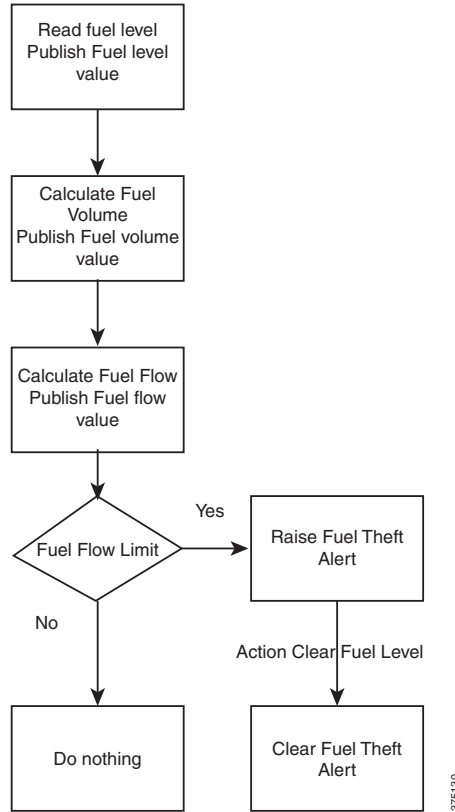 Read fuel level
Publish Fuel level
value
Calculate Fuel
Volume
Publish Fuel volume
value
Calculate Fuel Flow
Publish Fuel flow
value
Fuel Flow Limit
Yes
Raise Fuel Theft
Alert
No
Action Clear Fuel Level
Do nothing
Clear Fuel Theft
Alert